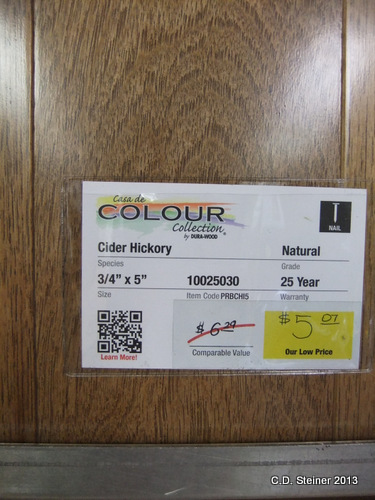 Casa de
COLOUR
Collection®
by DURA-WOOD
T
NAIL
Cider Hickory Natural
Species Grade
3/4" x 5" 10025030 25 Year
Size Item Code PRBCHI5 Warranty
Learn More!
$ 6.29
Comparable Value
$ 5.07
Our Low Price
C.D. Steiner 2013